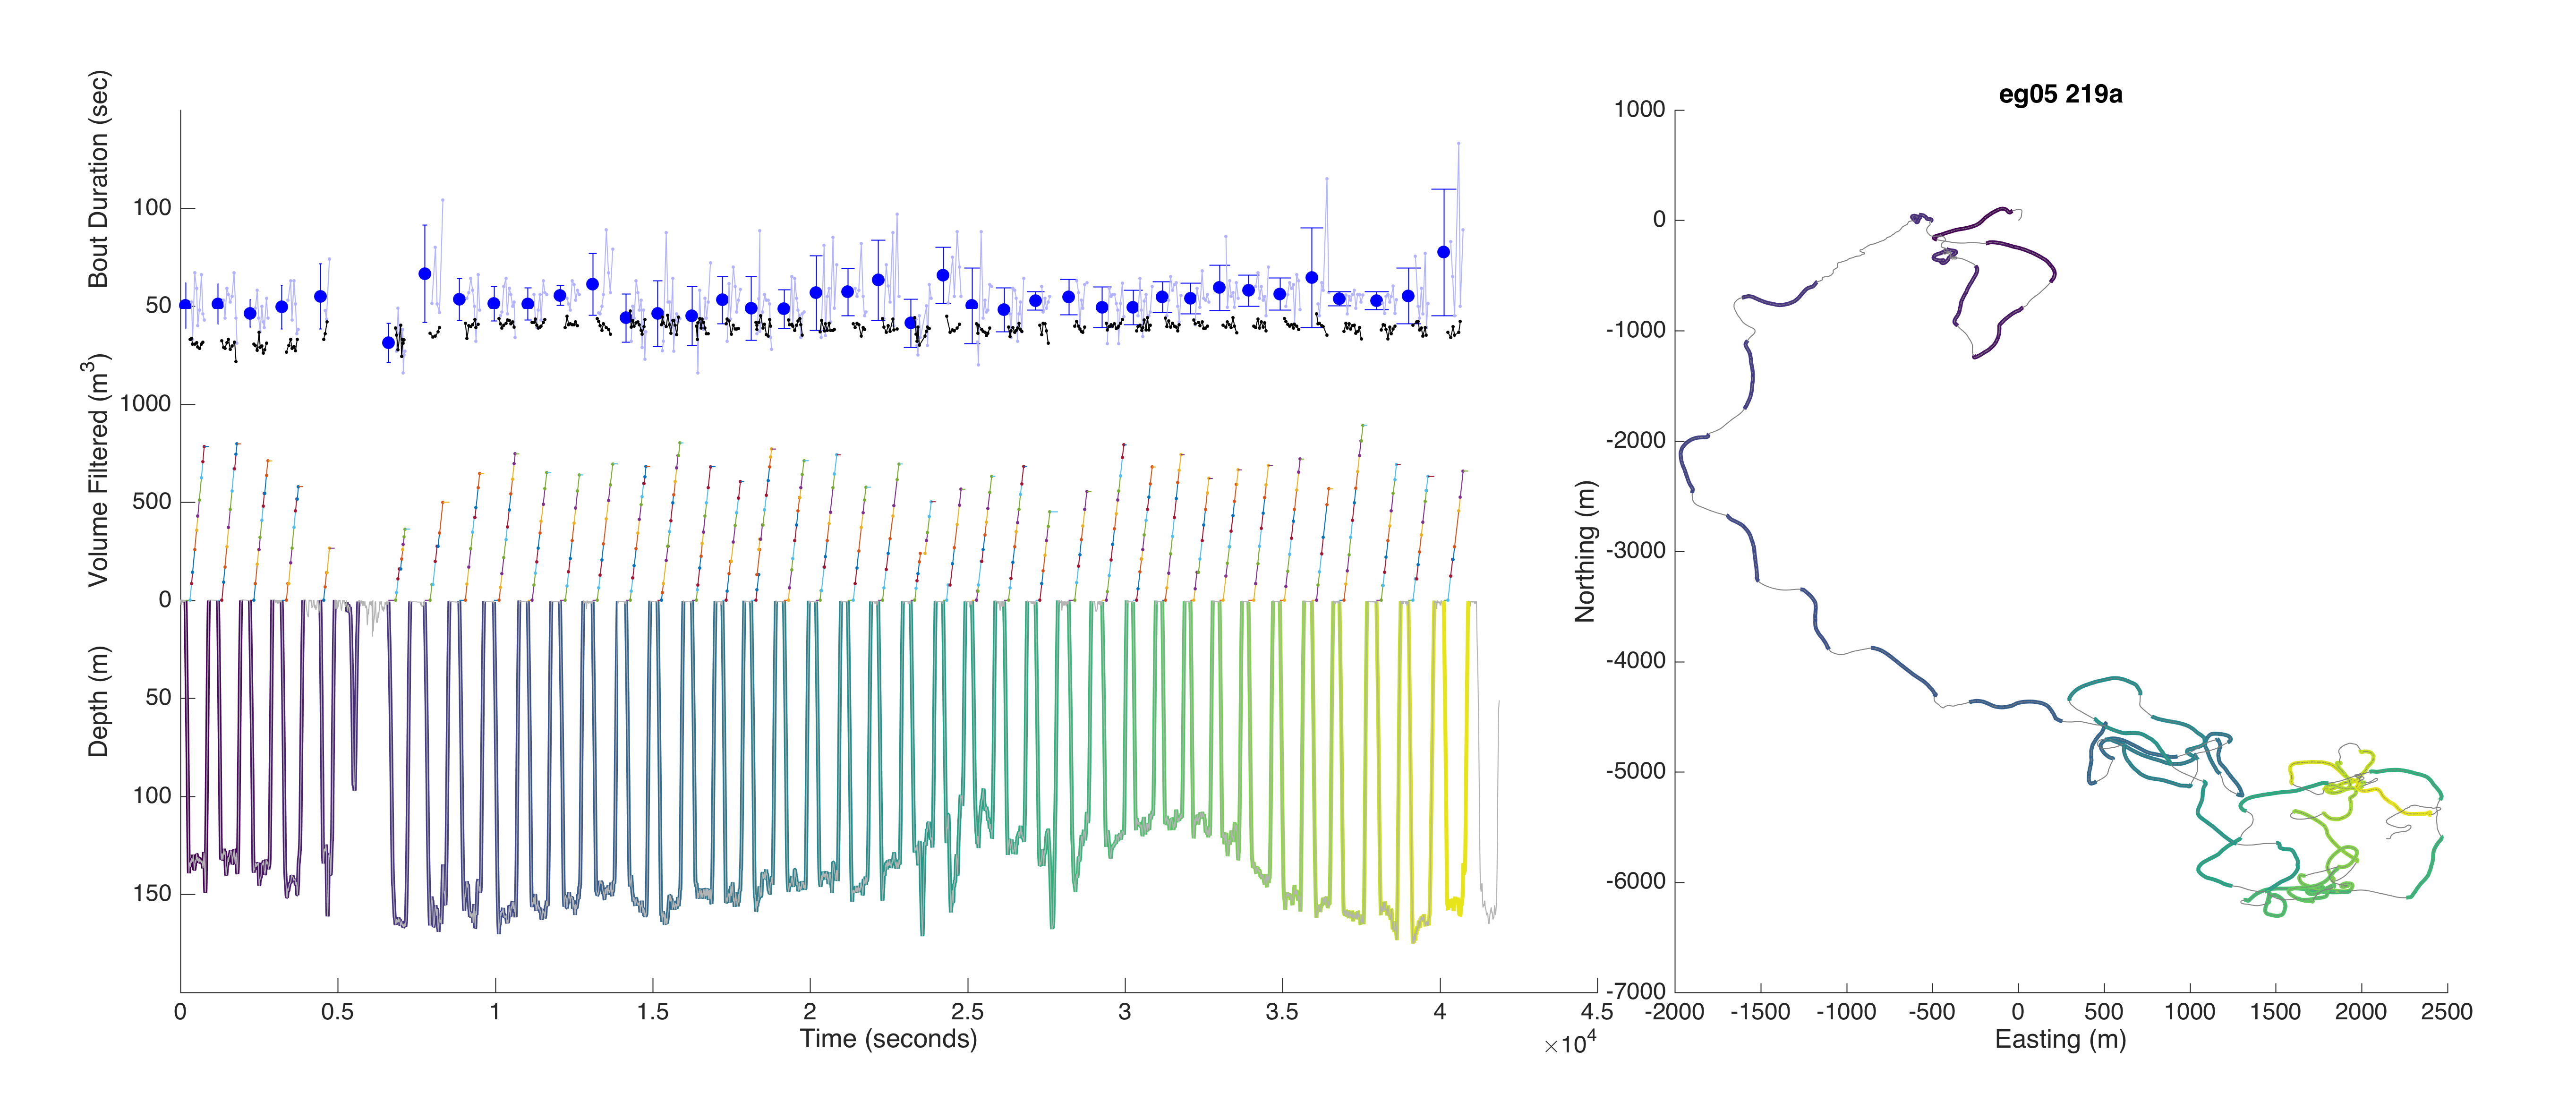 eg05 219a
Bout Duration (sec)
100
50
Volume Filtered (m³)
1000
500
0
Depth (m)
50
100
150
0 0.5 1 1.5 2 2.5 3 3.5 4 4.5
Time (seconds)
×10⁴
Northing (m)
1000
0
-1000
-2000
-3000
-4000
-5000
-6000
-7000
-2000 -1500 -1000 -500 0 500 1000 1500 2000 2500
Easting (m)